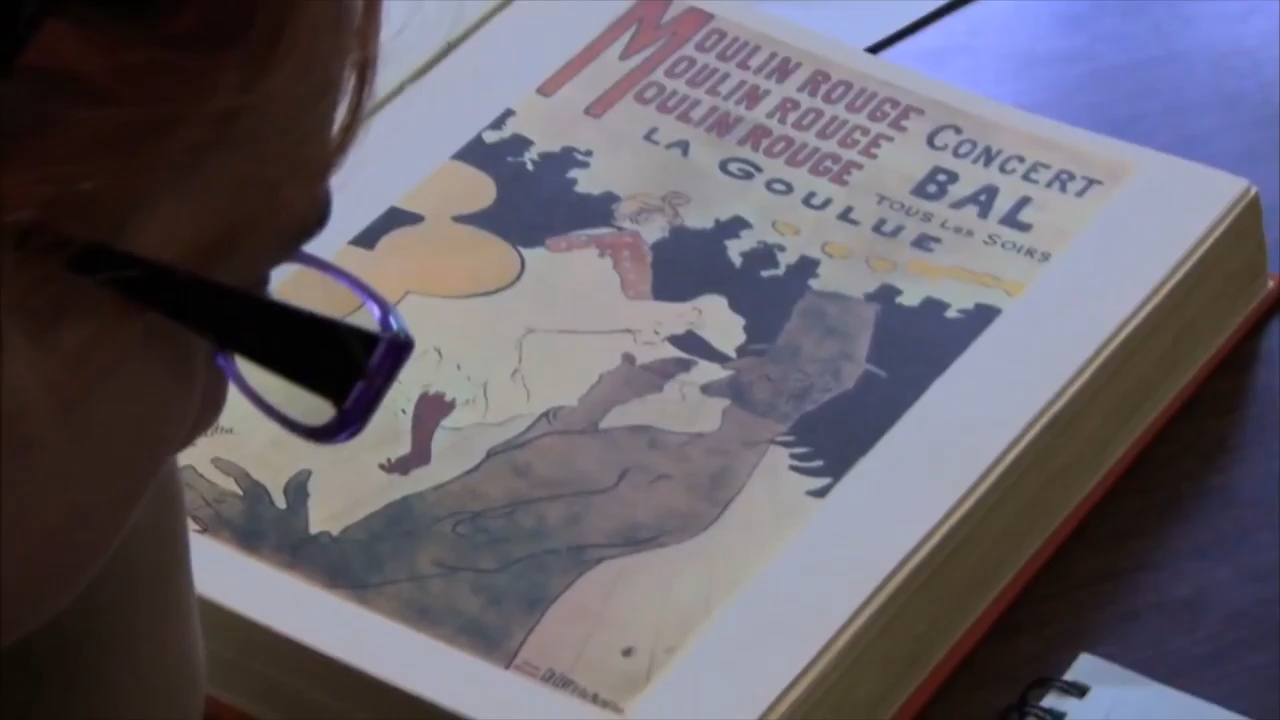 MOULIN ROUGE CONCERT
MOULIN ROUGE BAL
MOULIN ROUGE TOUS LES SOIRS
LA GOULUE